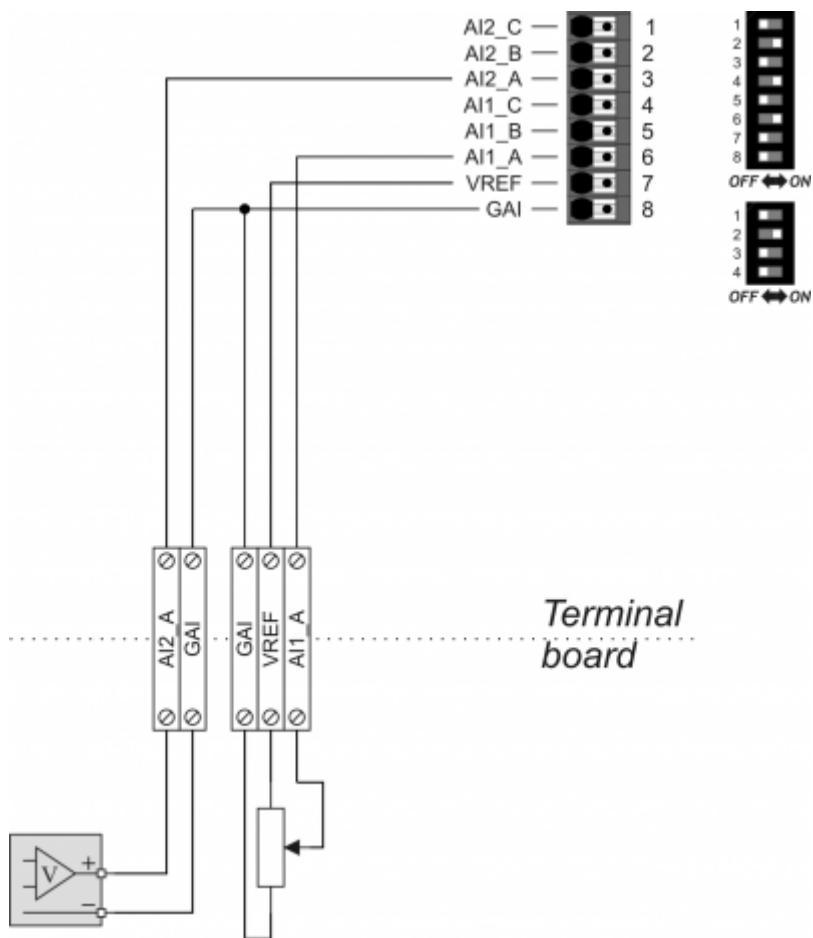 AI2_C 1
AI2_B 2
AI2_A 3
AI1_C 4
AI1_B 5
AI1_A 6
VREF 7
GAI 8
1
2
3
4
5
6
7
8
OFF ON
1
2
3
4
OFF ON
AI2_A
GAI
GAI
VREF
AI1_A
Terminal
board
V
+
−